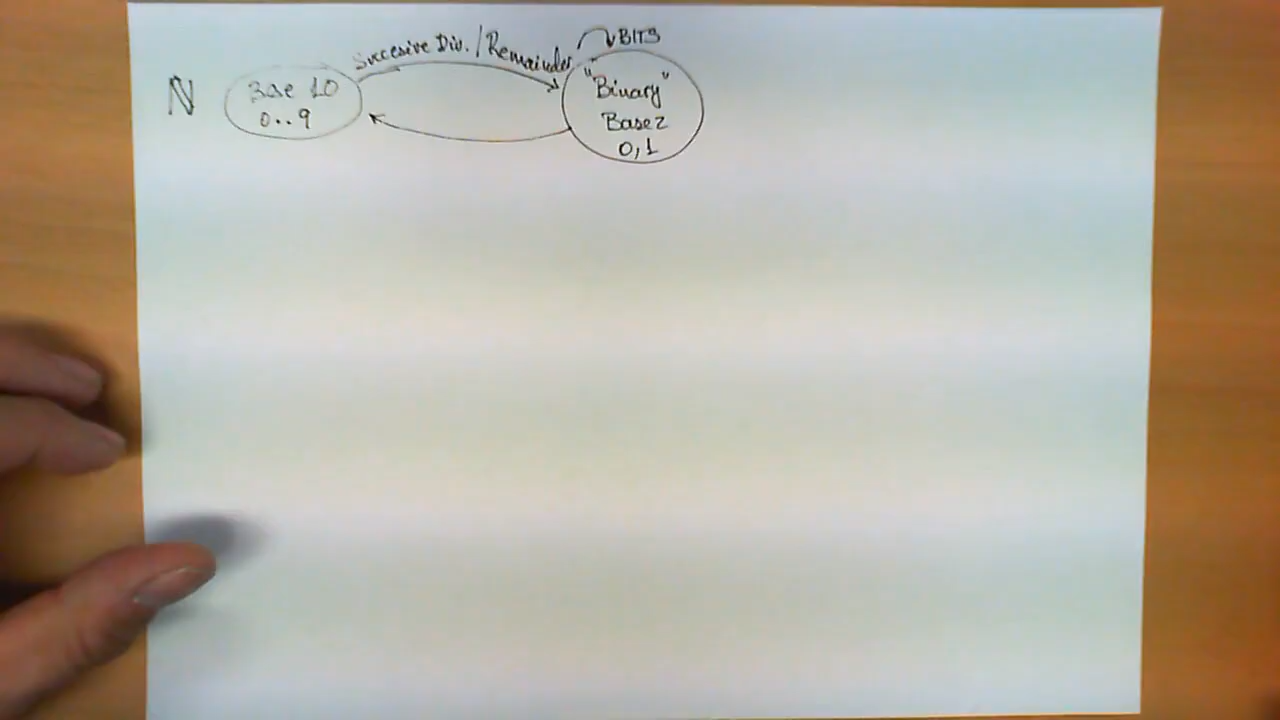 Succesive Div. / Remainder
BITS
ℕ
Base 10
0..9
"Binary"
Base 2
0,1